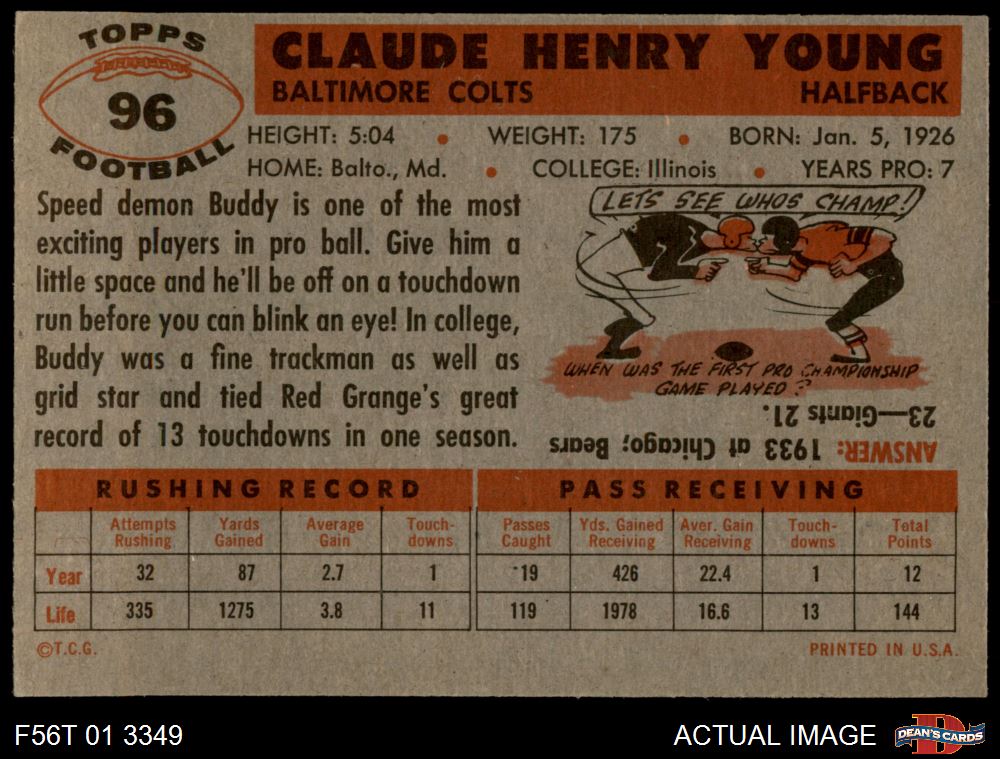 TOPPS
96
FOOTBALL
CLAUDE HENRY YOUNG
BALTIMORE COLTS HALFBACK
HEIGHT: 5:04 • WEIGHT: 175 • BORN: Jan. 5, 1926
HOME: Balto., Md. • COLLEGE: Illinois • YEARS PRO: 7
Speed demon Buddy is one of the most
exciting players in pro ball. Give him a
little space and he'll be off on a touchdown
run before you can blink an eye! In college,
Buddy was a fine trackman as well as
grid star and tied Red Grange's great
record of 13 touchdowns in one season.
LETS SEE WHOS CHAMP!
WHEN WAS THE FIRST PRO CHAMPIONSHIP
GAME PLAYED?
ANSWER: 1933 at Chicago; Bears
23—Giants 21.
RUSHING RECORD PASS RECEIVING
Attempts Rushing Yards Gained Average Gain Touch-downs Passes Caught Yds. Gained Receiving Aver. Gain Receiving Touch-downs Total Points
Year 32 87 2.7 1 19 426 22.4 1 12
Life 335 1275 3.8 11 119 1978 16.6 13 144
©T.C.G. PRINTED IN U.S.A.
F56T 01 3349 ACTUAL IMAGE DEAN'S CARDS